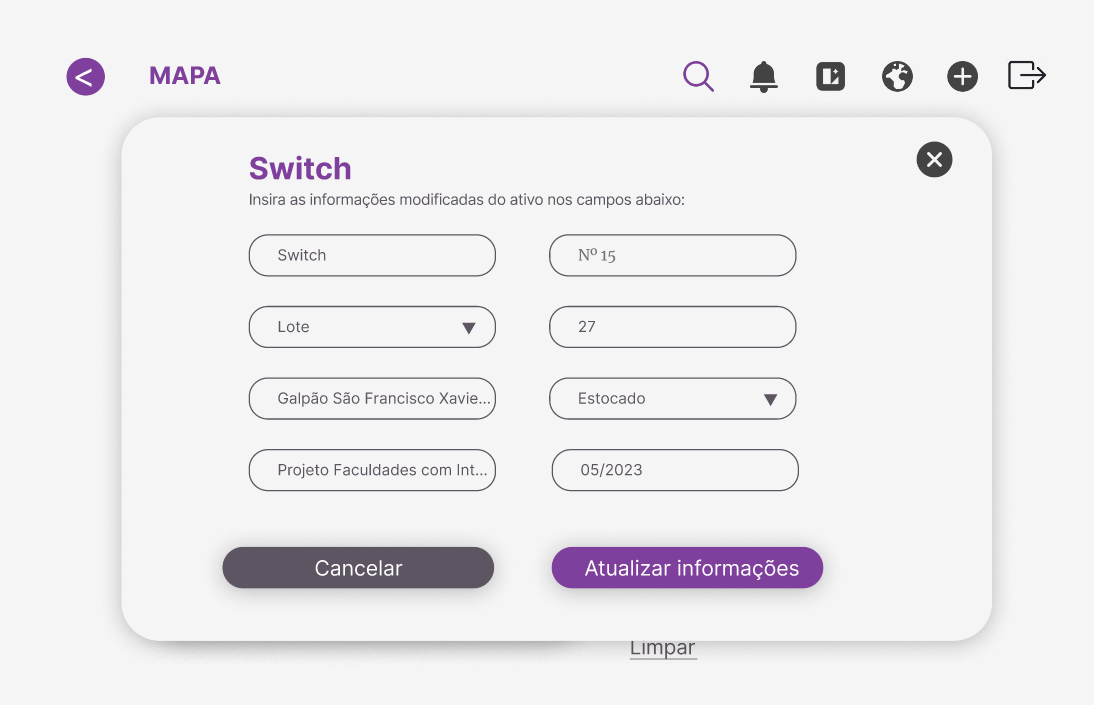 MAPA
Switch
Insira as informações modificadas do ativo nos campos abaixo:
Switch
Nº 15
Lote
27
Galpão São Francisco Xavie...
Estocado
Projeto Faculdades com Int...
05/2023
Cancelar
Atualizar informações
Limpar